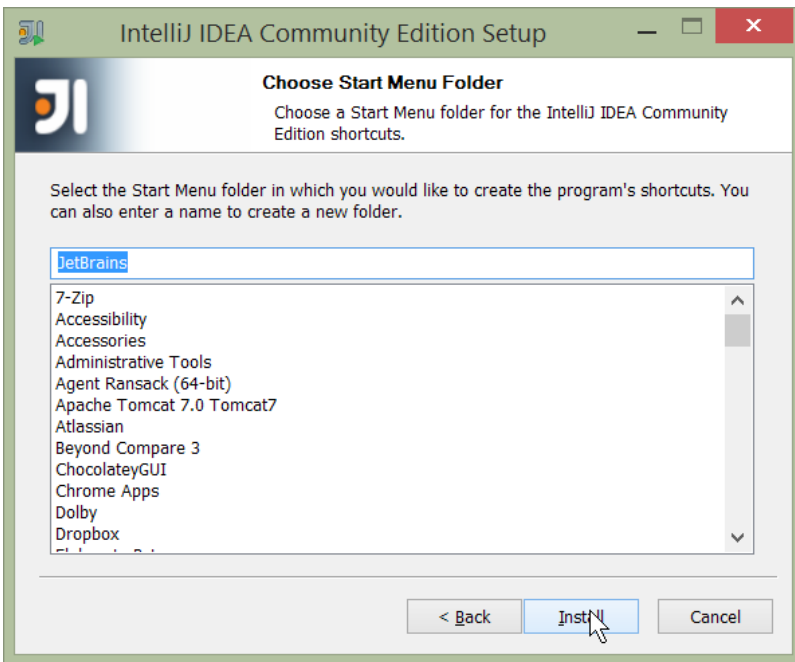 IntelliJ IDEA Community Edition Setup
Choose Start Menu Folder
Choose a Start Menu folder for the IntelliJ IDEA Community
Edition shortcuts.
Select the Start Menu folder in which you would like to create the program's shortcuts. You
can also enter a name to create a new folder.
JetBrains
7-Zip
Accessibility
Accessories
Administrative Tools
Agent Ransack (64-bit)
Apache Tomcat 7.0 Tomcat7
Atlassian
Beyond Compare 3
ChocolateyGUI
Chrome Apps
Dolby
Dropbox
< Back Install Cancel